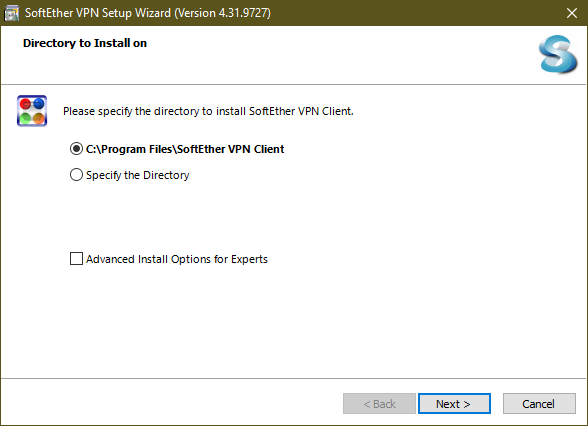 SoftEther VPN Setup Wizard (Version 4.31.9727)
Directory to Install on
Please specify the directory to install SoftEther VPN Client.
C:\Program Files\SoftEther VPN Client
Specify the Directory
Advanced Install Options for Experts
< Back Next > Cancel